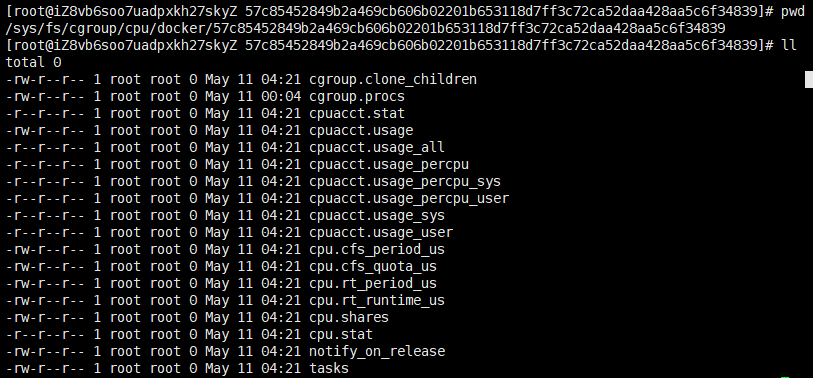 [root@iZ8vb6soo7uadpxkh27skyZ 57c85452849b2a469cb606b02201b653118d7ff3c72ca52daa428aa5c6f34839]# pwd
/sys/fs/cgroup/cpu/docker/57c85452849b2a469cb606b02201b653118d7ff3c72ca52daa428aa5c6f34839
[root@iZ8vb6soo7uadpxkh27skyZ 57c85452849b2a469cb606b02201b653118d7ff3c72ca52daa428aa5c6f34839]# ll
total 0
-rw-r--r-- 1 root root 0 May 11 04:21 cgroup.clone_children
-rw-r--r-- 1 root root 0 May 11 00:04 cgroup.procs
-r--r--r-- 1 root root 0 May 11 04:21 cpuacct.stat
-rw-r--r-- 1 root root 0 May 11 04:21 cpuacct.usage
-r--r--r-- 1 root root 0 May 11 04:21 cpuacct.usage_all
-r--r--r-- 1 root root 0 May 11 04:21 cpuacct.usage_percpu
-r--r--r-- 1 root root 0 May 11 04:21 cpuacct.usage_percpu_sys
-r--r--r-- 1 root root 0 May 11 04:21 cpuacct.usage_percpu_user
-r--r--r-- 1 root root 0 May 11 04:21 cpuacct.usage_sys
-r--r--r-- 1 root root 0 May 11 04:21 cpuacct.usage_user
-rw-r--r-- 1 root root 0 May 11 04:21 cpu.cfs_period_us
-rw-r--r-- 1 root root 0 May 11 04:21 cpu.cfs_quota_us
-rw-r--r-- 1 root root 0 May 11 04:21 cpu.rt_period_us
-rw-r--r-- 1 root root 0 May 11 04:21 cpu.rt_runtime_us
-rw-r--r-- 1 root root 0 May 11 04:21 cpu.shares
-r--r--r-- 1 root root 0 May 11 04:21 cpu.stat
-rw-r--r-- 1 root root 0 May 11 04:21 notify_on_release
-rw-r--r-- 1 root root 0 May 11 04:21 tasks